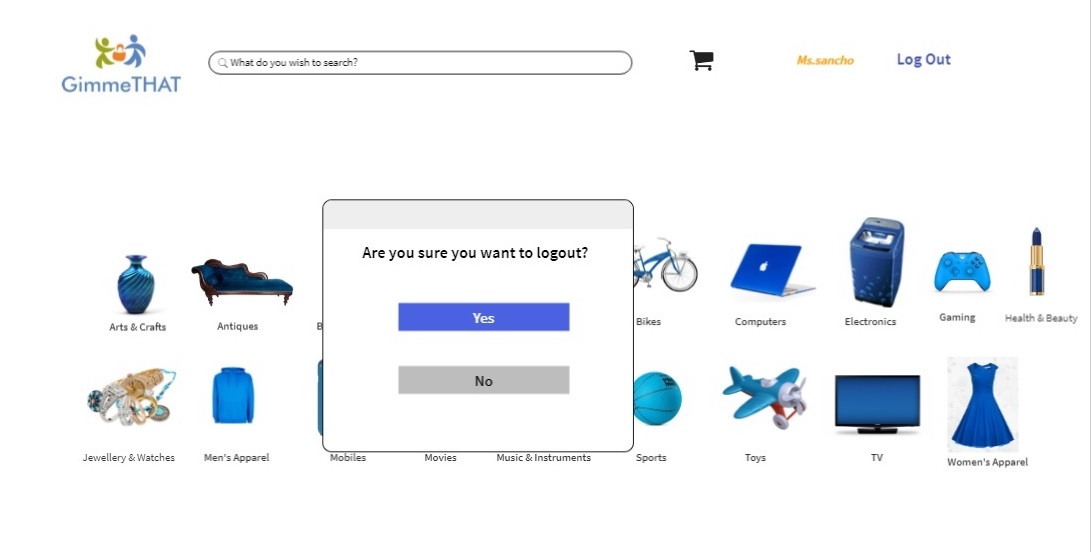 What do you wish to search?
Ms.sancho
Log Out
GimmeTHAT
Are you sure you want to logout?
Yes
No
Arts & Crafts
Antiques
B
Bikes
Computers
Electronics
Gaming
Health & Beauty
Jewellery & Watches
Men's Apparel
Mobiles
Movies
Music & Instruments
Sports
Toys
TV
Women's Apparel